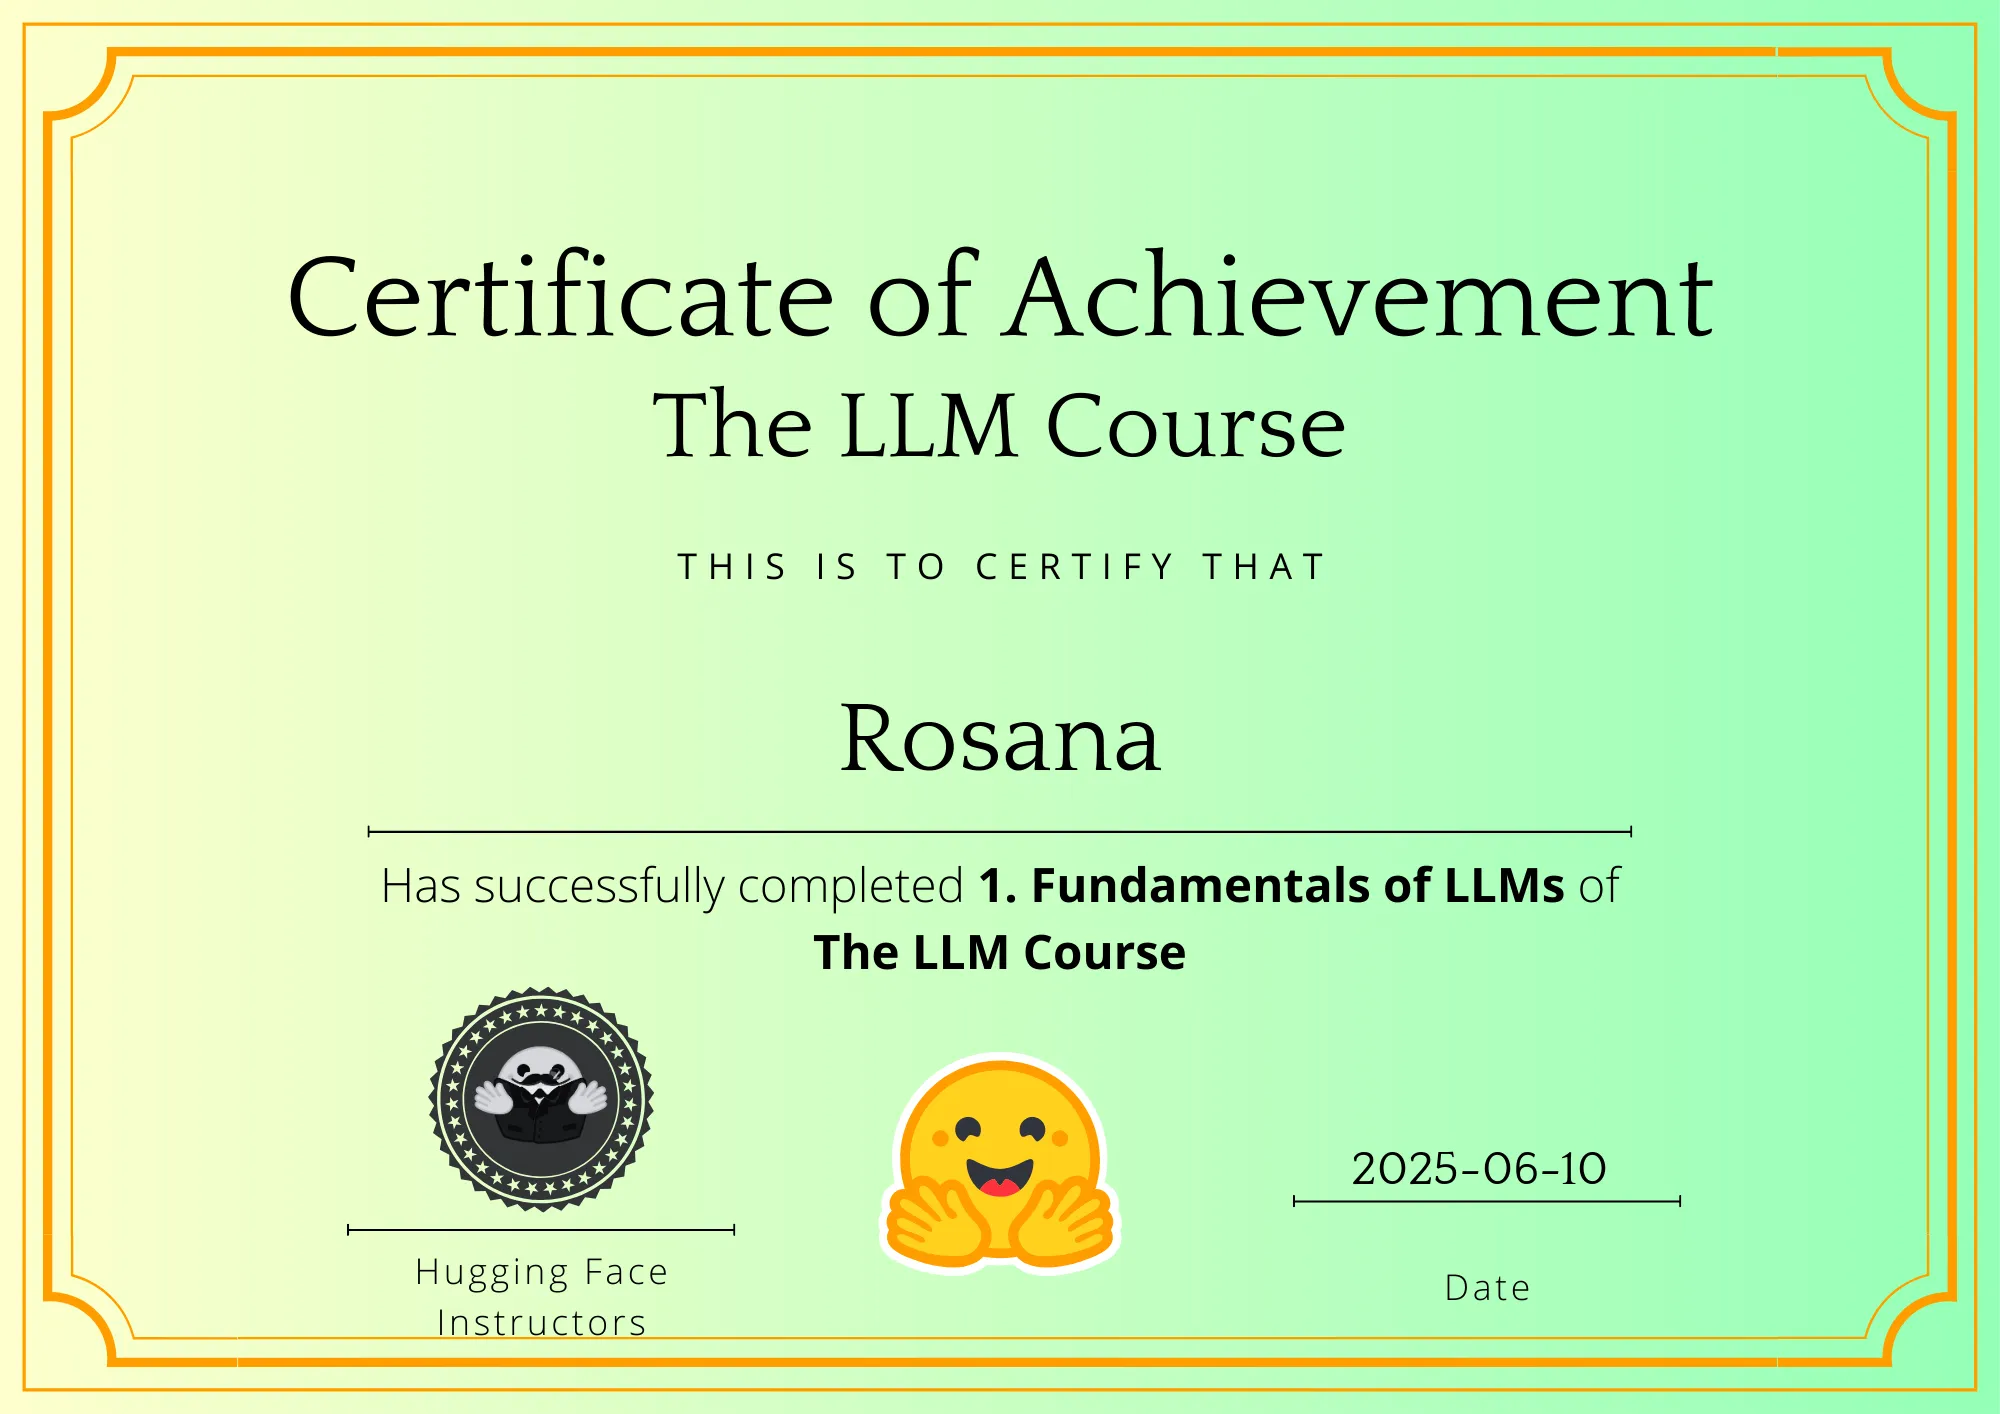 Certificate of Achievement
The LLM Course
THIS IS TO CERTIFY THAT
Rosana
Has successfully completed 1. Fundamentals of LLMs of
The LLM Course
2025-06-10
Hugging Face
Instructors
Date